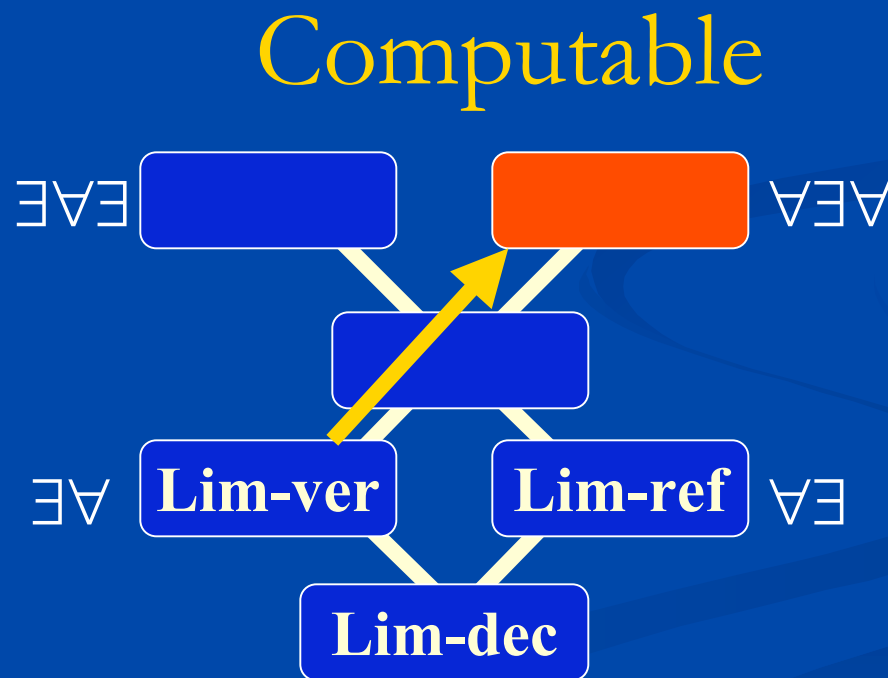 Computable
∃∀∃ ∀∃∀
∃∀ Lim-ver Lim-ref ∀∃
Lim-dec